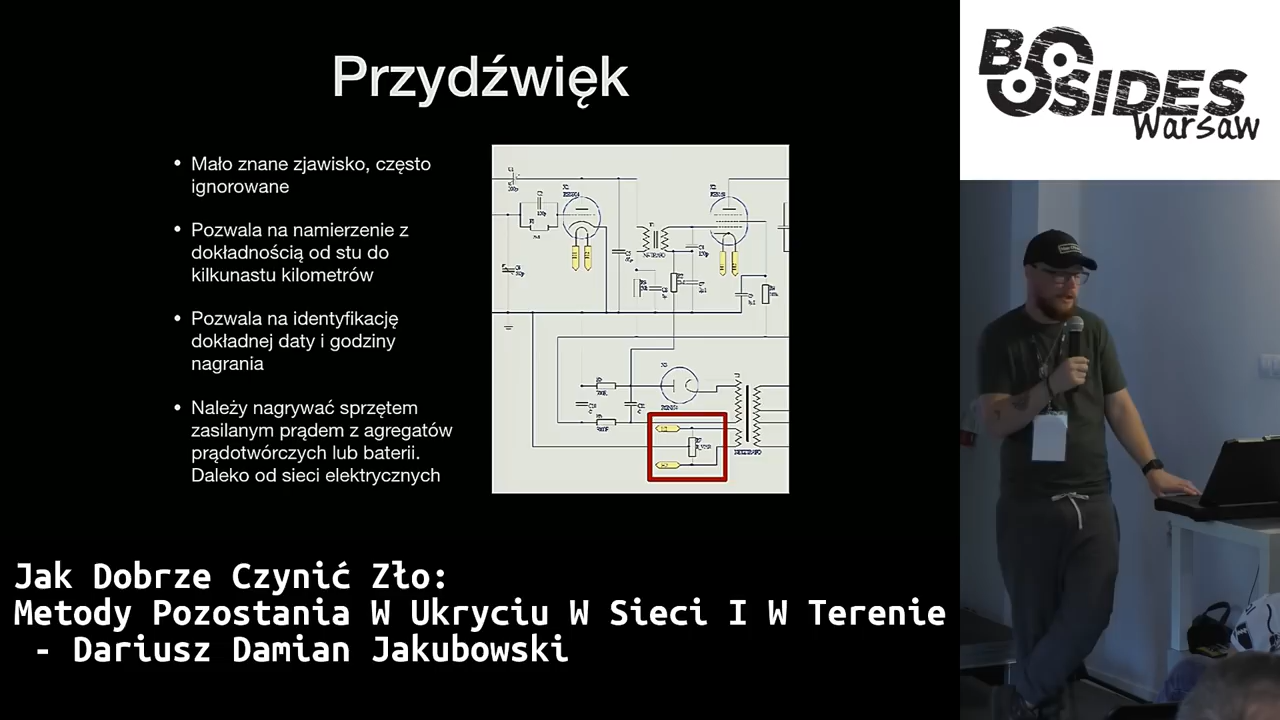 Przydźwięk
• Mało znane zjawisko, często
ignorowane
• Pozwala na namierzenie z
dokładnością od stu do
kilkunastu kilometrów
• Pozwala na identyfikację
dokładnej daty i godziny
nagrania
• Należy nagrywać sprzętem
zasilanym prądem z agregatów
prądotwórczych lub baterii.
Daleko od sieci elektrycznych
Jak Dobrze Czynić Zło:
Metody Pozostania W Ukryciu W Sieci I W Terenie
- Dariusz Damian Jakubowski
BSIDES
Warsaw